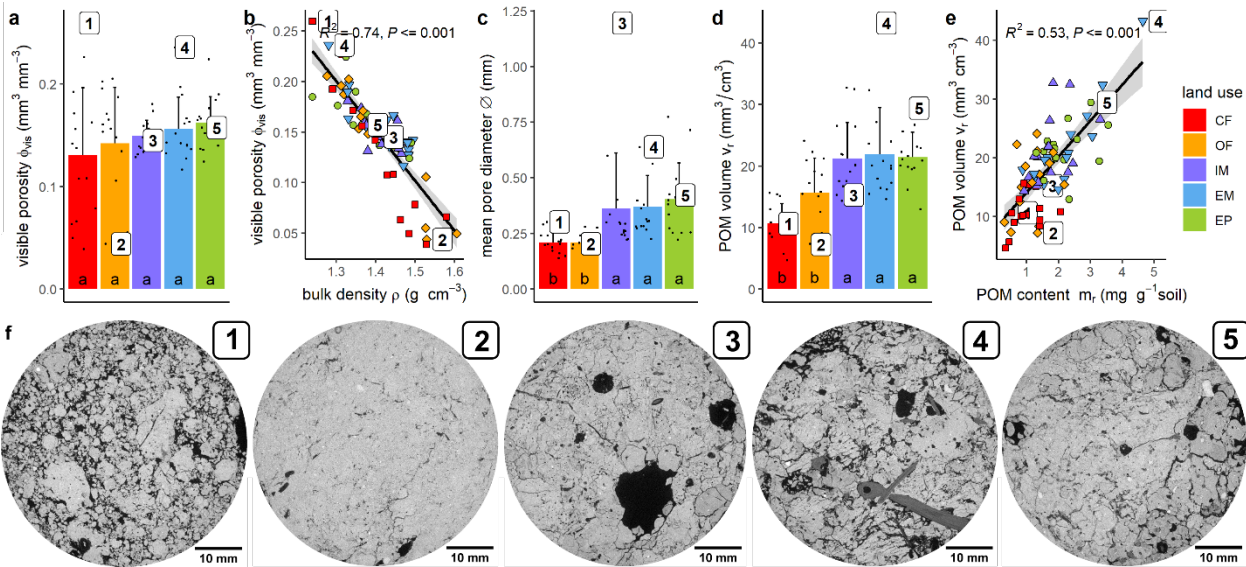 a
visible porosity ϕvis (mm³ mm⁻³)
0.2
0.1
0.0
1
2
3
4
5
a
a
a
a
a
b
visible porosity ϕvis (mm³ mm⁻³)
R² = 0.74, P <= 0.001
0.25
0.20
0.15
0.10
0.05
1
4
5
3
2
1.3
1.4
1.5
1.6
bulk density ρ (g cm⁻³)
c
mean pore diameter Ø (mm)
1.25
1.00
0.75
0.50
0.25
0.00
3
1
2
4
5
b
b
a
a
a
d
POM volume vr (mm³/cm³)
40
30
20
10
0
4
1
2
3
5
b
b
a
a
a
e
POM volume vr (mm³ cm⁻³)
R² = 0.53, P <= 0.001
40
30
20
10
4
5
3
1
2
1
2
3
4
5
POM content mr (mg g⁻¹soil)
land use
CF
OF
IM
EM
EP
f
1
10 mm
2
10 mm
3
10 mm
4
10 mm
5
10 mm